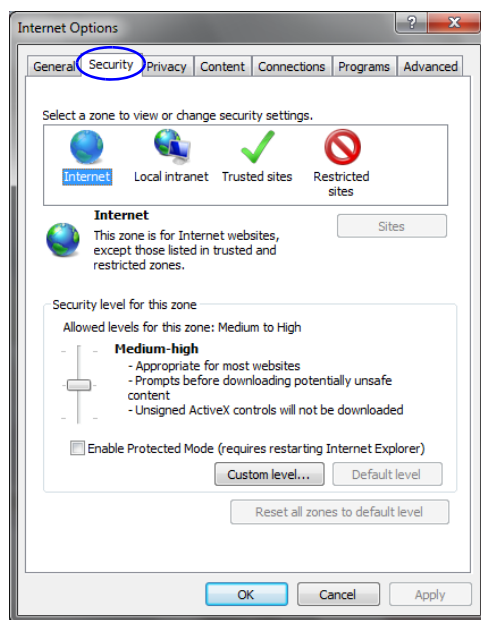 Internet Options
? X
General Security Privacy Content Connections Programs Advanced
Select a zone to view or change security settings.
Internet Local intranet Trusted sites Restricted
sites
Internet
Sites
This zone is for Internet websites,
except those listed in trusted and
restricted zones.
Security level for this zone
Allowed levels for this zone: Medium to High
Medium-high
- Appropriate for most websites
- Prompts before downloading potentially unsafe
content
- Unsigned ActiveX controls will not be downloaded
Enable Protected Mode (requires restarting Internet Explorer)
Custom level... Default level
Reset all zones to default level
OK Cancel Apply